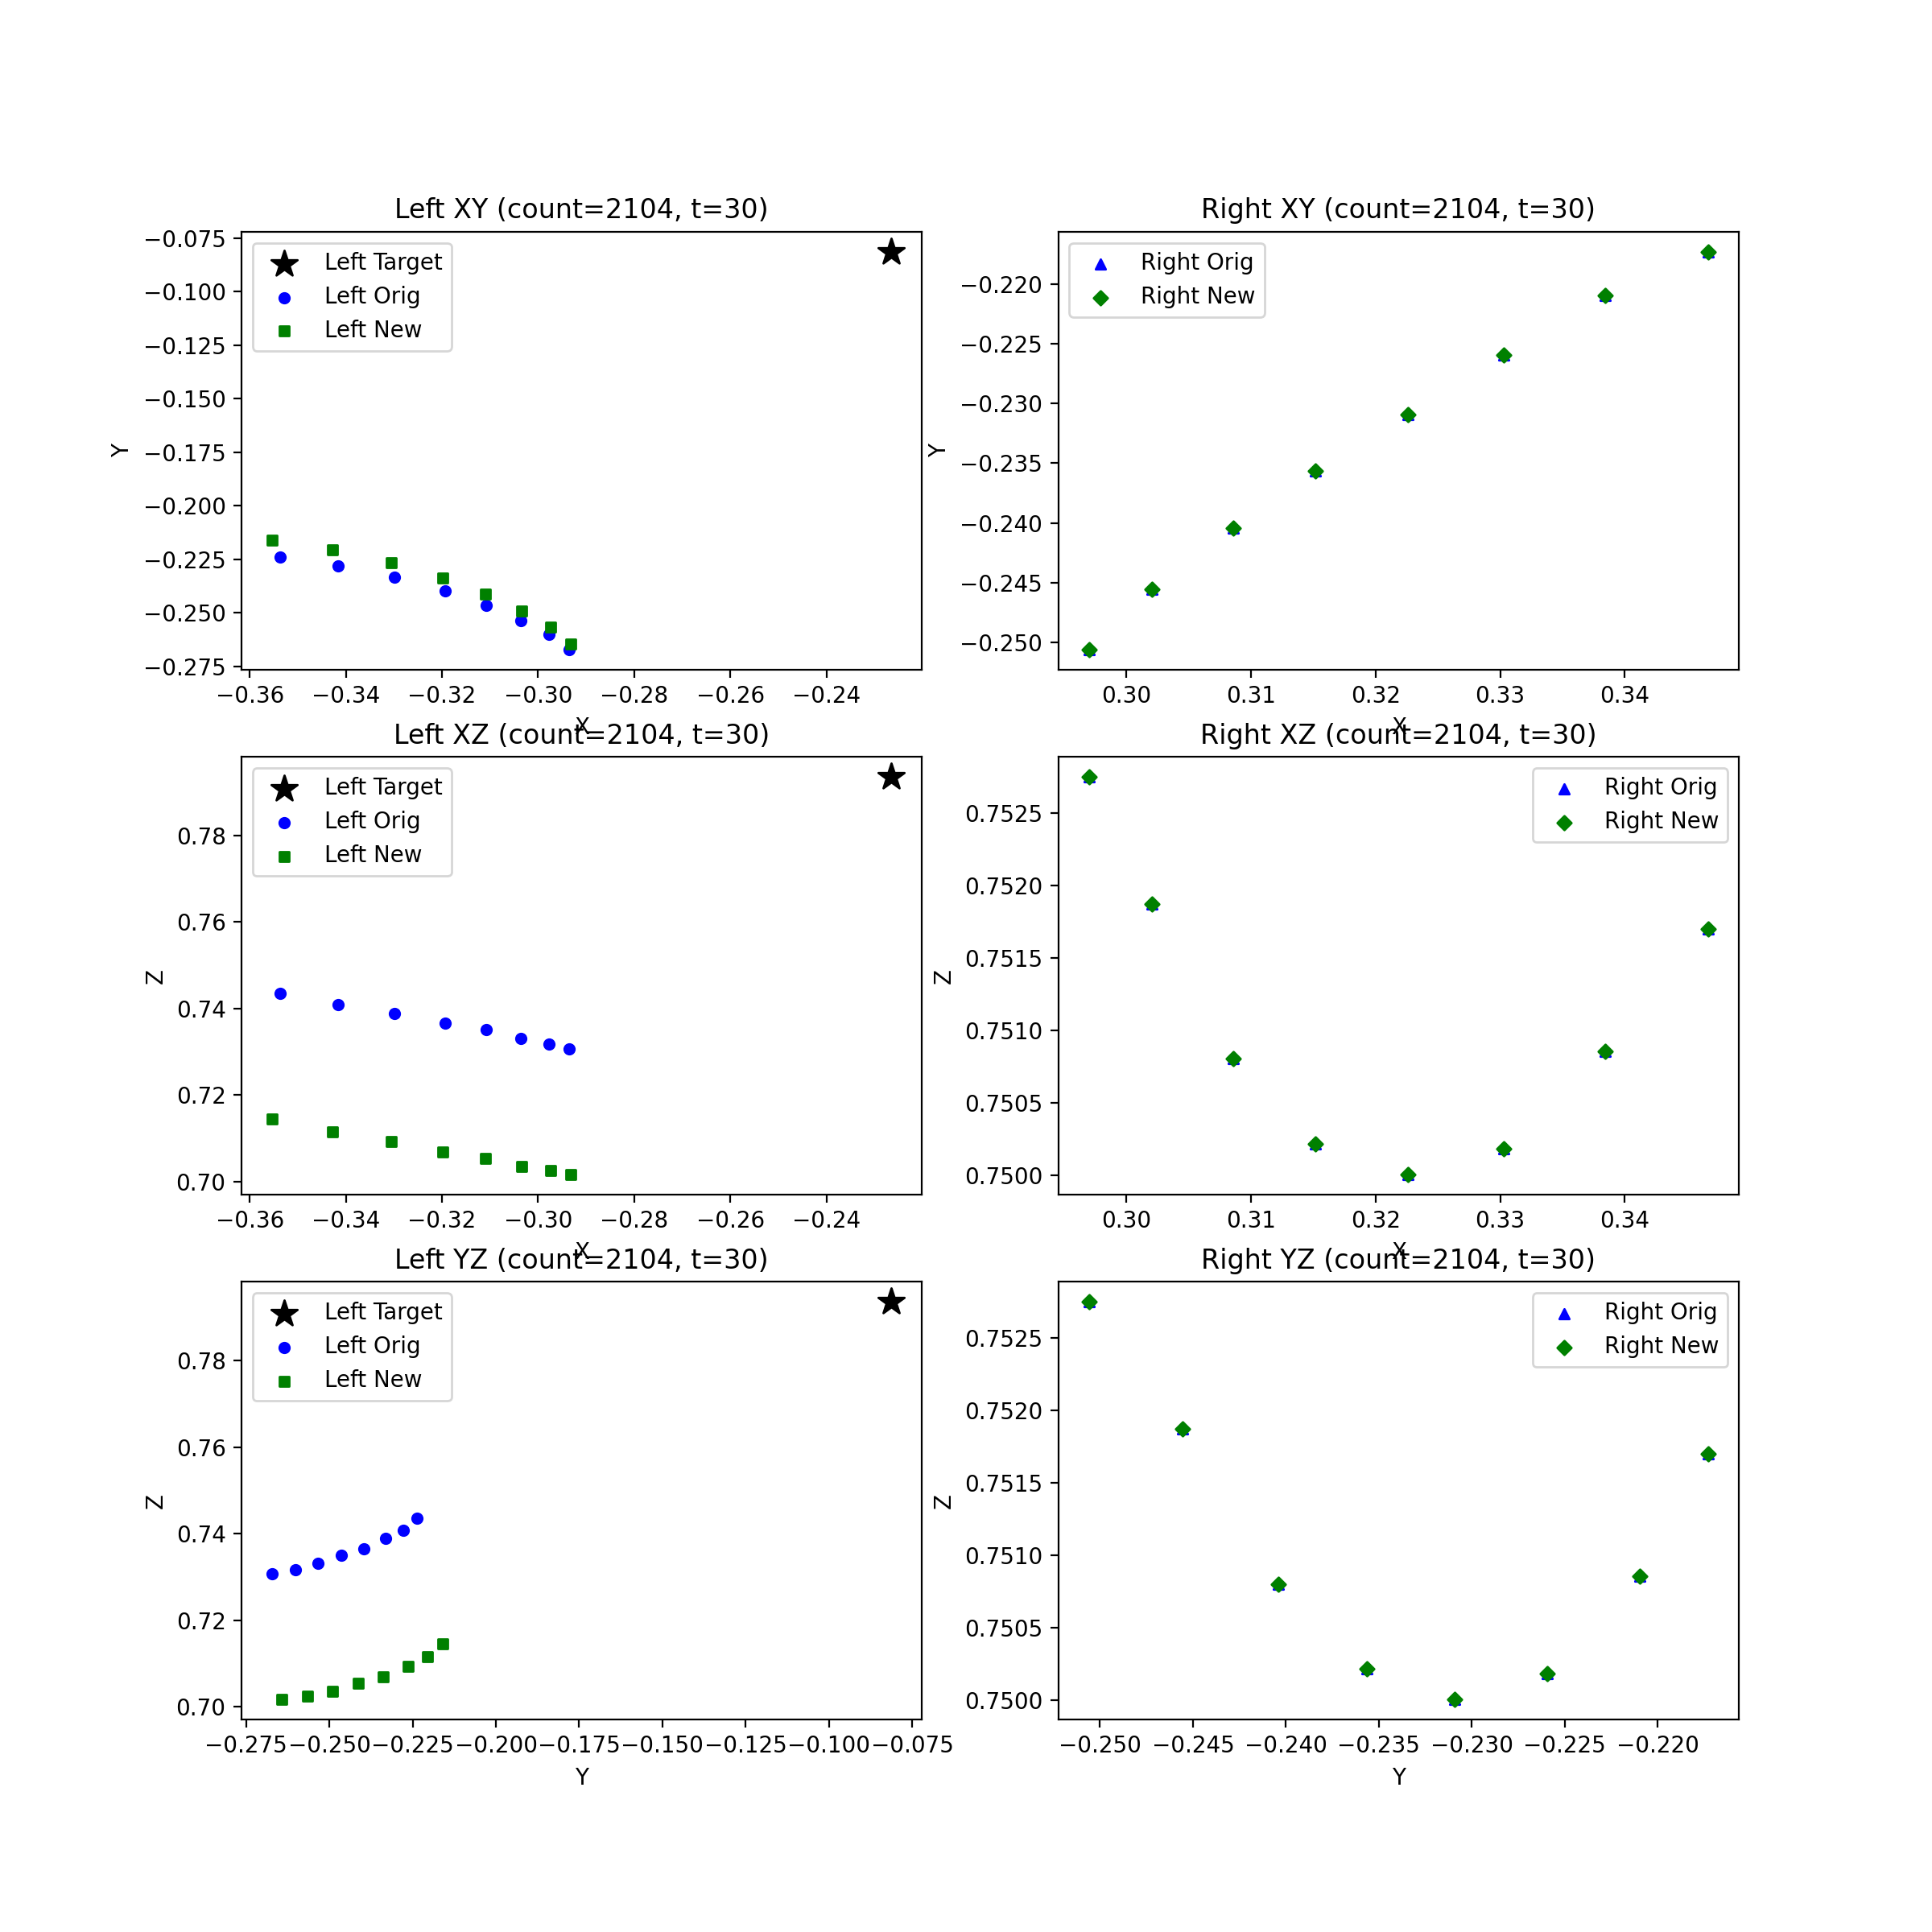 Left XY (count=2104, t=30)
Right XY (count=2104, t=30)
−0.075
−0.100
−0.125
−0.150
−0.175
−0.200
−0.225
−0.250
−0.275
Y
Left Target
Left Orig
Left New
−0.36 −0.34 −0.32 −0.30 −0.28 −0.26 −0.24
X
−0.220
−0.225
−0.230
−0.235
−0.240
−0.245
−0.250
Y
Right Orig
Right New
0.30 0.31 0.32 0.33 0.34
X
Left XZ (count=2104, t=30)
Right XZ (count=2104, t=30)
0.78
0.76
0.74
0.72
0.70
Z
Left Target
Left Orig
Left New
−0.36 −0.34 −0.32 −0.30 −0.28 −0.26 −0.24
X
0.7525
0.7520
0.7515
0.7510
0.7505
0.7500
Z
Right Orig
Right New
0.30 0.31 0.32 0.33 0.34
X
Left YZ (count=2104, t=30)
Right YZ (count=2104, t=30)
0.78
0.76
0.74
0.72
0.70
Z
Left Target
Left Orig
Left New
−0.275 −0.250 −0.225 −0.200 −0.175 −0.150 −0.125 −0.100 −0.075
Y
0.7525
0.7520
0.7515
0.7510
0.7505
0.7500
Z
Right Orig
Right New
−0.250 −0.245 −0.240 −0.235 −0.230 −0.225 −0.220
Y